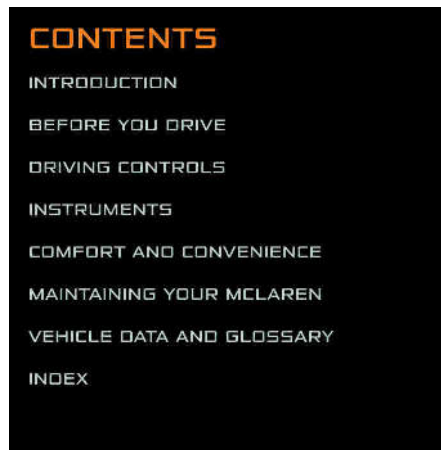 CONTENTS
INTRODUCTION
BEFORE YOU DRIVE
DRIVING CONTROLS
INSTRUMENTS
COMFORT AND CONVENIENCE
MAINTAINING YOUR MCLAREN
VEHICLE DATA AND GLOSSARY
INDEX